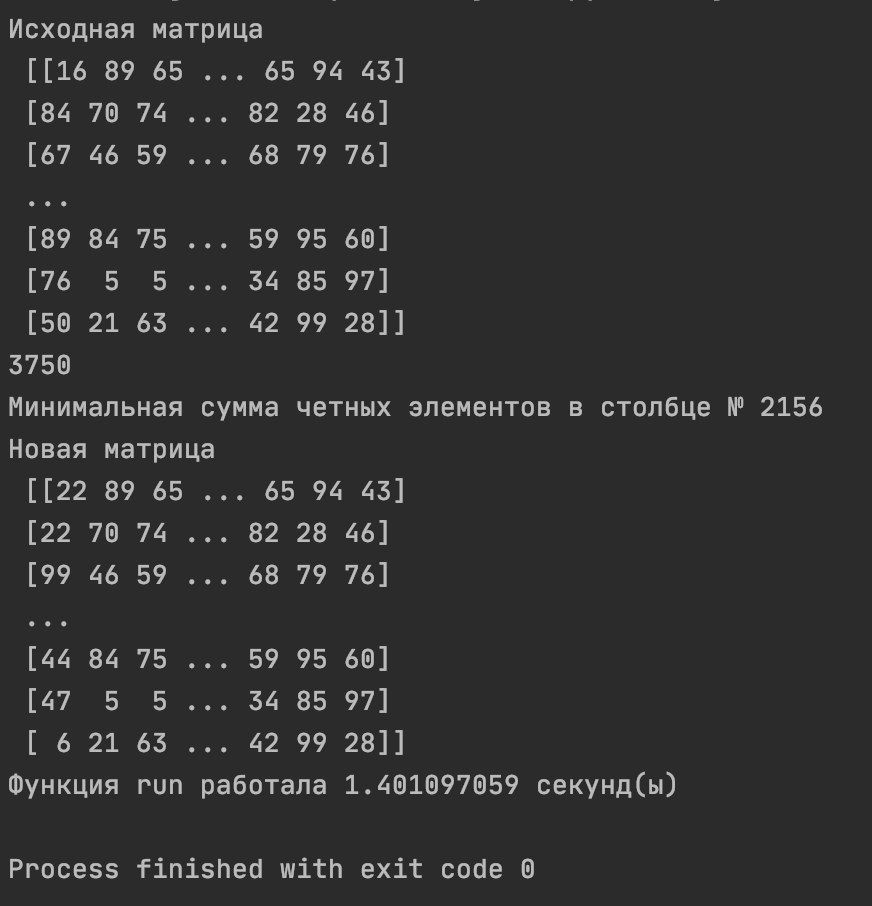 Исходная матрица
[[16 89 65 ... 65 94 43]
[84 70 74 ... 82 28 46]
[67 46 59 ... 68 79 76]
...
[89 84 75 ... 59 95 60]
[76  5  5 ... 34 85 97]
[50 21 63 ... 42 99 28]]
3750
Минимальная сумма четных элементов в столбце № 2156
Новая матрица
[[22 89 65 ... 65 94 43]
[22 70 74 ... 82 28 46]
[99 46 59 ... 68 79 76]
...
[44 84 75 ... 59 95 60]
[47  5  5 ... 34 85 97]
[ 6 21 63 ... 42 99 28]]
Функция run работала 1.401097059 секунд(ы)
Process finished with exit code 0